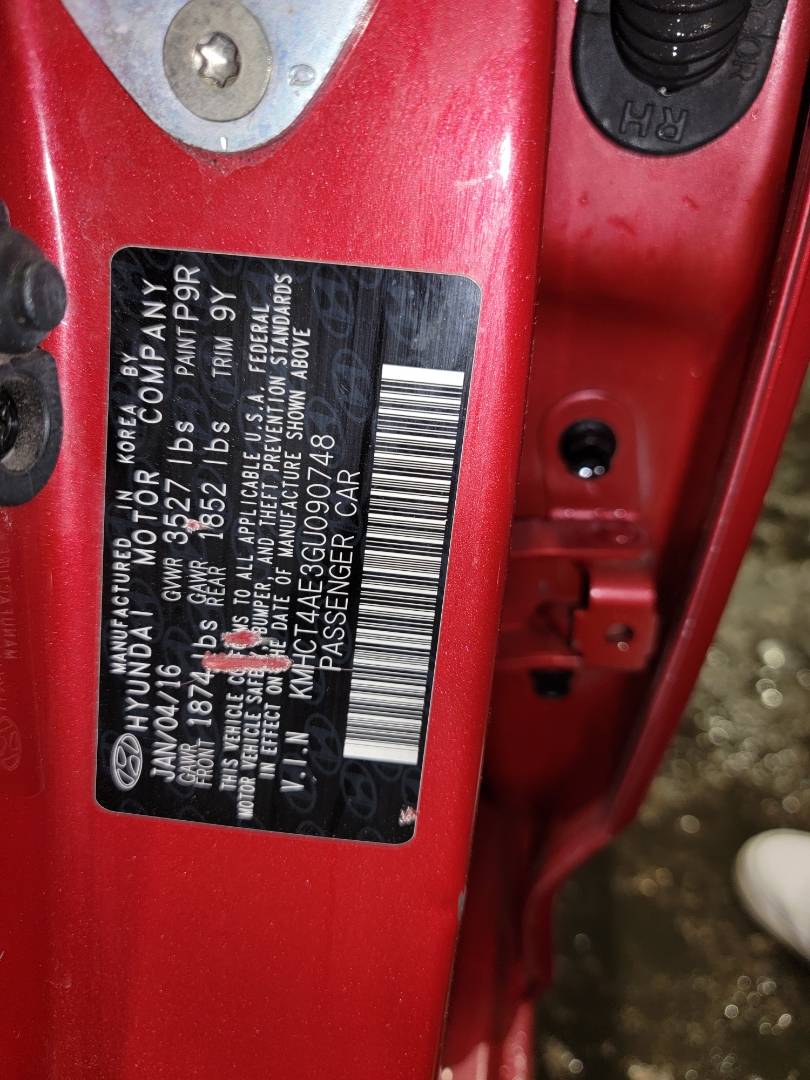 MANUFACTURED IN KOREA BY
HYUNDAI MOTOR COMPANY
JAN/04/16 GVWR 3527 lbs PAINT P9R
GAWR FRONT 1874 lbs GAWR REAR 1852 lbs TRIM 9Y
THIS VEHICLE TO ALL APPLICABLE U.S.A. FEDERAL
MOTOR VEHICLE BUMPER, AND THEFT PREVENTION STANDARDS
IN EFFECT ON THE DATE OF MANUFACTURE SHOWN ABOVE
V.I.N KMHCT4AE3GU090748
PASSENGER CAR
RH